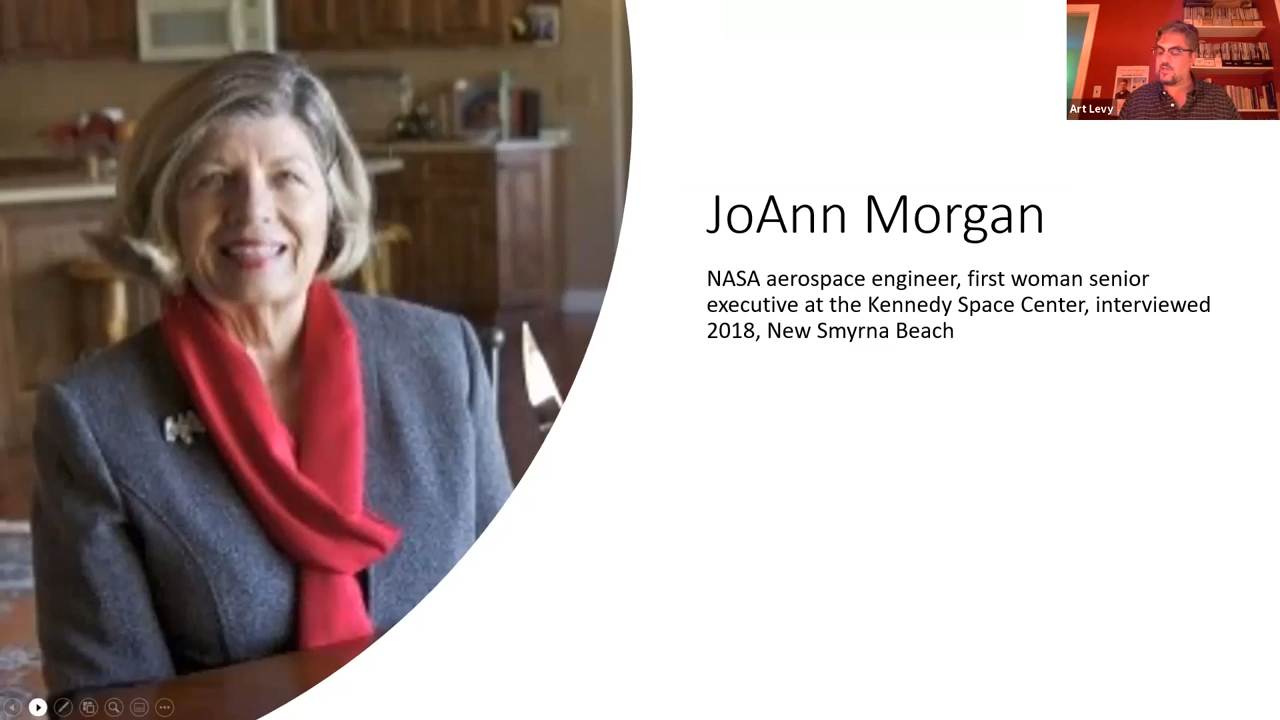 Art Levy
JoAnn Morgan
NASA aerospace engineer, first woman senior
executive at the Kennedy Space Center, interviewed
2018, New Smyrna Beach